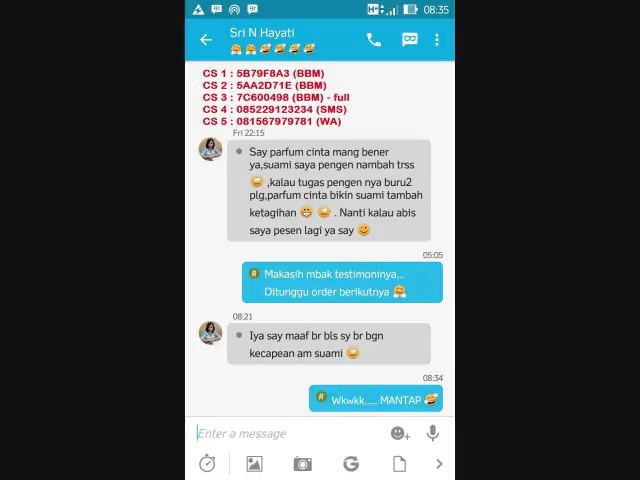 08:35
Sri N Hayati
CS 1 : 5B79F8A3 (BBM)
CS 2 : 5AA2D71E (BBM)
CS 3 : 7C600498 (BBM) - full
CS 4 : 085229123234 (SMS)
CS 5 : 081567979781 (WA)
Fri 22:15
Say parfum cinta mang bener
ya,suami saya pengen nambah trss
,kalau tugas pengen nya buru2
plg,parfum cinta bikin suami tambah
ketagihan 😁 . Nanti kalau abis
saya pesen lagi ya say 😊
05:05
R Makasih mbak testimoninya...
Ditunggu order berikutnya 🤗
08:21
Iya say maaf br bls sy br bgn
kecapean am suami
08:34
R Wkwkk..... MANTAP
Enter a message